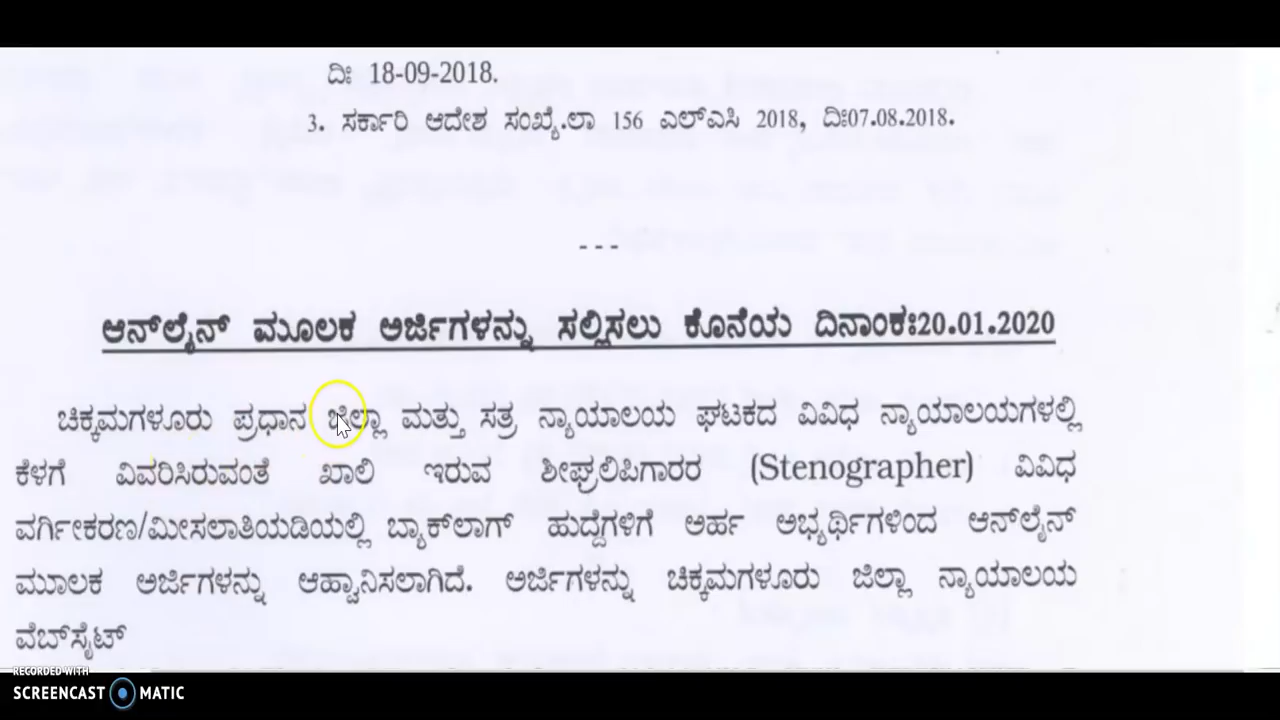 ದಿಃ 18-09-2018.
3. ಸರ್ಕಾರಿ ಆದೇಶ ಸಂಖ್ಯೆ.ಲಾ 156 ಎಲ್ಎಸಿ 2018, ದಿಃ07.08.2018.
---
ಆನ್‌ಲೈನ್ ಮೂಲಕ ಅರ್ಜಿಗಳನ್ನು ಸಲ್ಲಿಸಲು ಕೊನೆಯ ದಿನಾಂಕಃ20.01.2020
ಚಿಕ್ಕಮಗಳೂರು ಪ್ರಧಾನ ಜಿಲ್ಲಾ ಮತ್ತು ಸತ್ರ ನ್ಯಾಯಾಲಯ ಘಟಕದ ವಿವಿಧ ನ್ಯಾಯಾಲಯಗಳಲ್ಲಿ
ಕೆಳಗೆ ವಿವರಿಸಿರುವಂತೆ ಖಾಲಿ ಇರುವ ಶೀಘ್ರಲಿಪಿಗಾರರ (Stenographer) ವಿವಿಧ
ವರ್ಗೀಕರಣ/ಮೀಸಲಾತಿಯಡಿಯಲ್ಲಿ ಬ್ಯಾಕ್‌ಲಾಗ್ ಹುದ್ದೆಗಳಿಗೆ ಅರ್ಹ ಅಭ್ಯರ್ಥಿಗಳಿಂದ ಆನ್‌ಲೈನ್
ಮೂಲಕ ಅರ್ಜಿಗಳನ್ನು ಆಹ್ವಾನಿಸಲಾಗಿದೆ. ಅರ್ಜಿಗಳನ್ನು ಚಿಕ್ಕಮಗಳೂರು ಜಿಲ್ಲಾ ನ್ಯಾಯಾಲಯ
ವೆಬ್‌ಸೈಟ್
RECORDED WITH
SCREENCAST MATIC